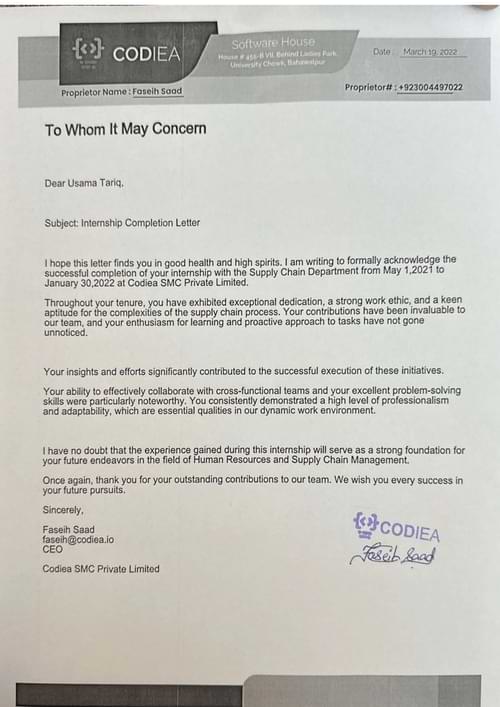 {<>} CODIEA
Software House
House # 458-B VII, Behind Ladies Park,
University Chowk, Bahawalpur
Date : March 19, 2022
Proprietor Name : Faseih Saad
Proprietor# : +923004497022
To Whom It May Concern
Dear Usama Tariq,
Subject: Internship Completion Letter
I hope this letter finds you in good health and high spirits. I am writing to formally acknowledge the
successful completion of your internship with the Supply Chain Department from May 1,2021 to
January 30,2022 at Codiea SMC Private Limited.
Throughout your tenure, you have exhibited exceptional dedication, a strong work ethic, and a keen
aptitude for the complexities of the supply chain process. Your contributions have been invaluable to
our team, and your enthusiasm for learning and proactive approach to tasks have not gone
unnoticed.
Your insights and efforts significantly contributed to the successful execution of these initiatives.
Your ability to effectively collaborate with cross-functional teams and your excellent problem-solving
skills were particularly noteworthy. You consistently demonstrated a high level of professionalism
and adaptability, which are essential qualities in our dynamic work environment.
I have no doubt that the experience gained during this internship will serve as a strong foundation for
your future endeavors in the field of Human Resources and Supply Chain Management.
Once again, thank you for your outstanding contributions to our team. We wish you every success in
your future pursuits.
Sincerely,
Faseih Saad
faseih@codiea.io
CEO
Codiea SMC Private Limited
{<>} CODIEA
Faseih Saad